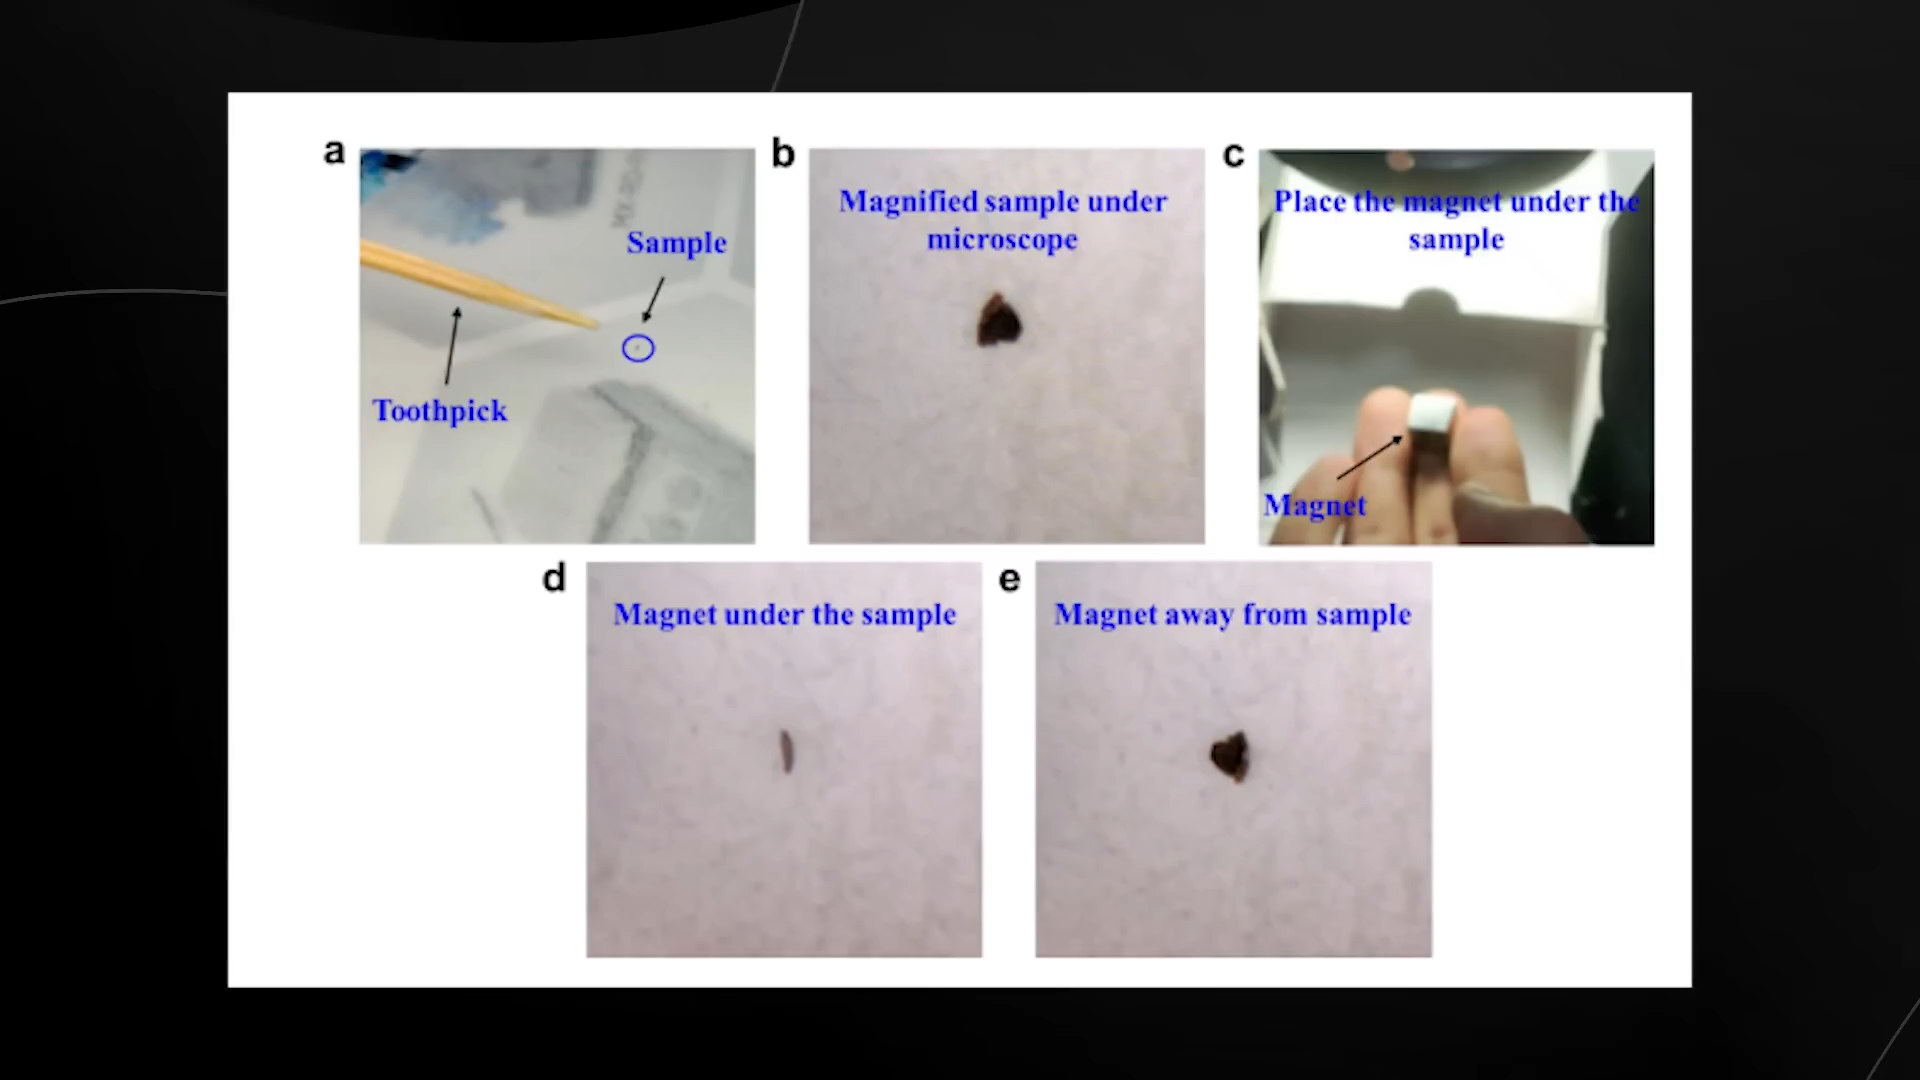 a
b
c
Sample
Toothpick
Magnified sample under
microscope
Place the magnet under the
sample
Magnet
d
e
Magnet under the sample
Magnet away from sample